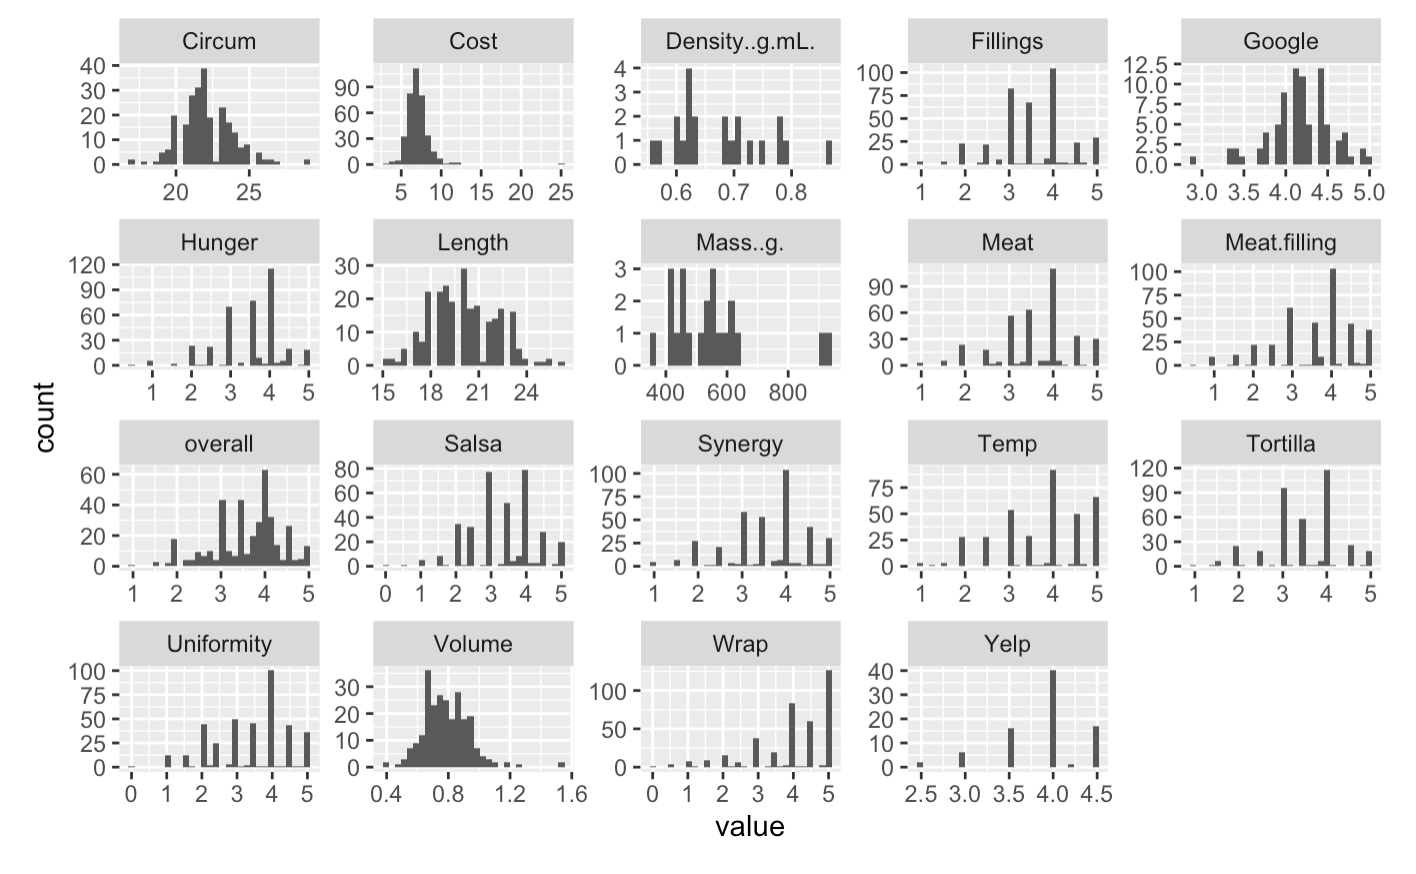 Circum Cost Density..g.mL. Fillings Google
40 30 20 10 0
90 60 30 0
4 3 2 1 0
100 75 50 25 0
12.5 10.0 7.5 5.0 2.5 0.0
20 25
5 10 15 20 25
0.6 0.7 0.8
1 2 3 4 5
3.0 3.5 4.0 4.5 5.0
Hunger Length Mass..g. Meat Meat.filling
120 90 60 30 0
30 20 10 0
3 2 1 0
90 60 30 0
100 75 50 25 0
1 2 3 4 5
15 18 21 24
400 600 800
1 2 3 4 5
1 2 3 4 5
count
overall Salsa Synergy Temp Tortilla
60 40 20 0
80 60 40 20 0
100 75 50 25 0
75 50 25 0
120 90 60 30 0
1 2 3 4 5
0 1 2 3 4 5
1 2 3 4 5
1 2 3 4 5
1 2 3 4 5
Uniformity Volume Wrap Yelp
100 75 50 25 0
30 20 10 0
100 50 0
40 30 20 10 0
0 1 2 3 4 5
0.4 0.8 1.2 1.6
0 1 2 3 4 5
2.5 3.0 3.5 4.0 4.5
value